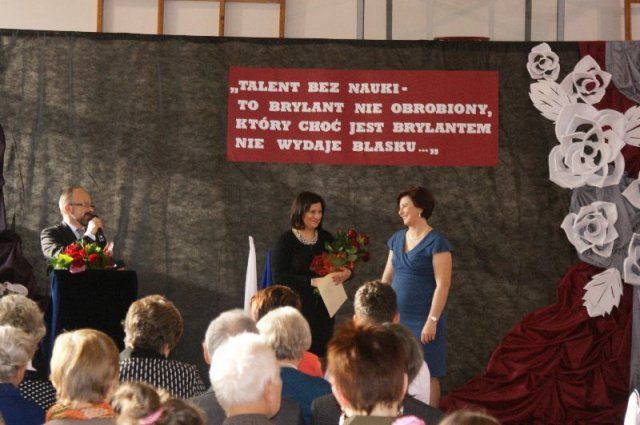 „TALENT BEZ NAUKI-
TO BRYLANT NIE OBROBIONY,
KTÓRY CHOĆ JEST BRYLANTEM
NIE WYDAJE BLASKU...„